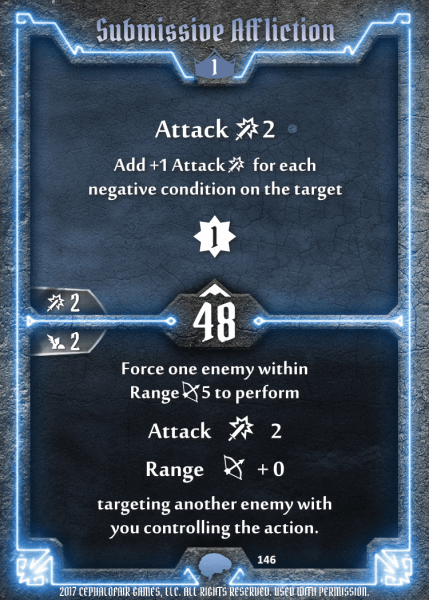 Submissive Affliction
1
Attack 2
Add +1 Attack for each
negative condition on the target
1
2
48
2
Force one enemy within
Range 5 to perform
Attack 2
Range +0
targeting another enemy with
you controlling the action.
146
2017 CEPHALOFAIR GAMES, LLC. ALL RIGHTS RESERVED. USED WITH PERMISSION.